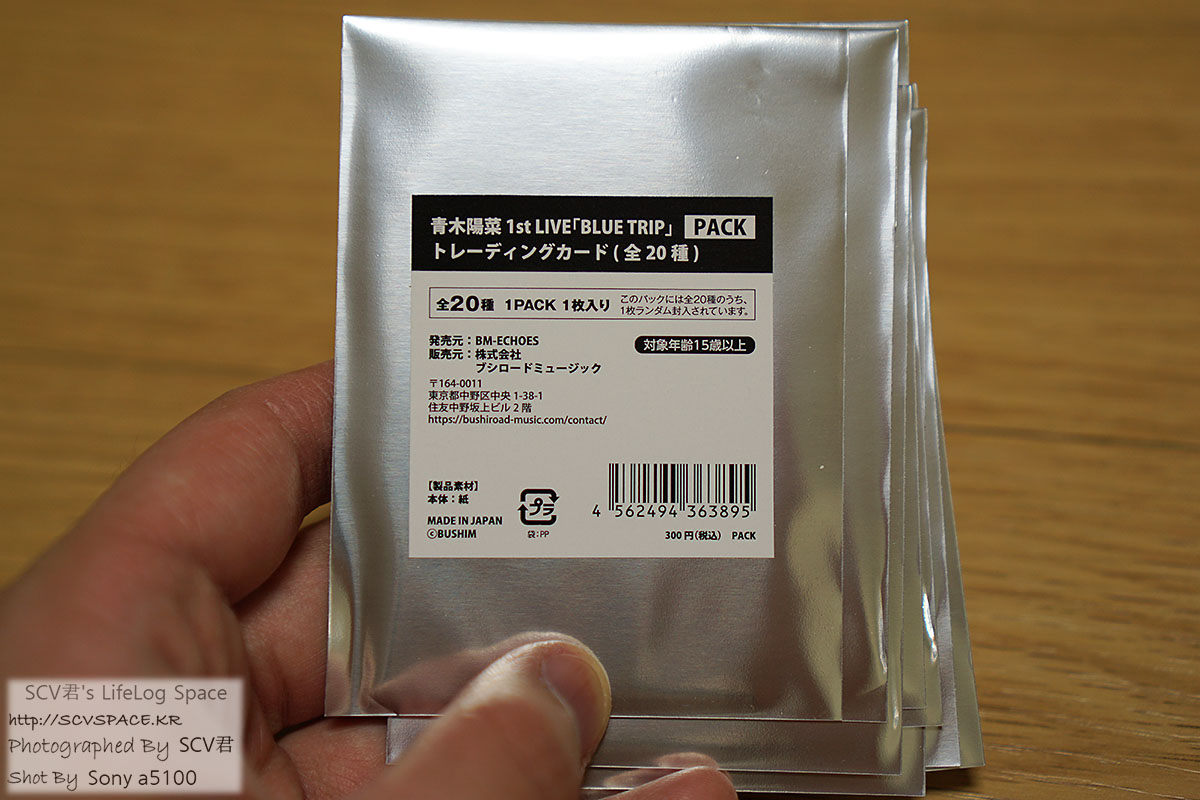 青木陽菜 1st LIVE「BLUE TRIP」 PACK
トレーディングカード ( 全 20 種 )
全20種 1PACK 1枚入り
このパックには全20種のうち、
1枚ランダム封入されています。
発売元：BM-ECHOES
販売元：株式会社
ブシロードミュージック
対象年齢15歳以上
〒164-0011
東京都中野区中央 1-38-1
住友中野坂上ビル 2 階
https://bushiroad-music.com/contact/
【製品素材】
本体：紙
MADE IN JAPAN
©BUSHIM
プラ
袋：PP
4 562494 363895
300 円（税込） PACK
SCV君's LifeLog Space
http://SCVSPACE.KR
Photographed By SCV君
Shot By Sony a5100